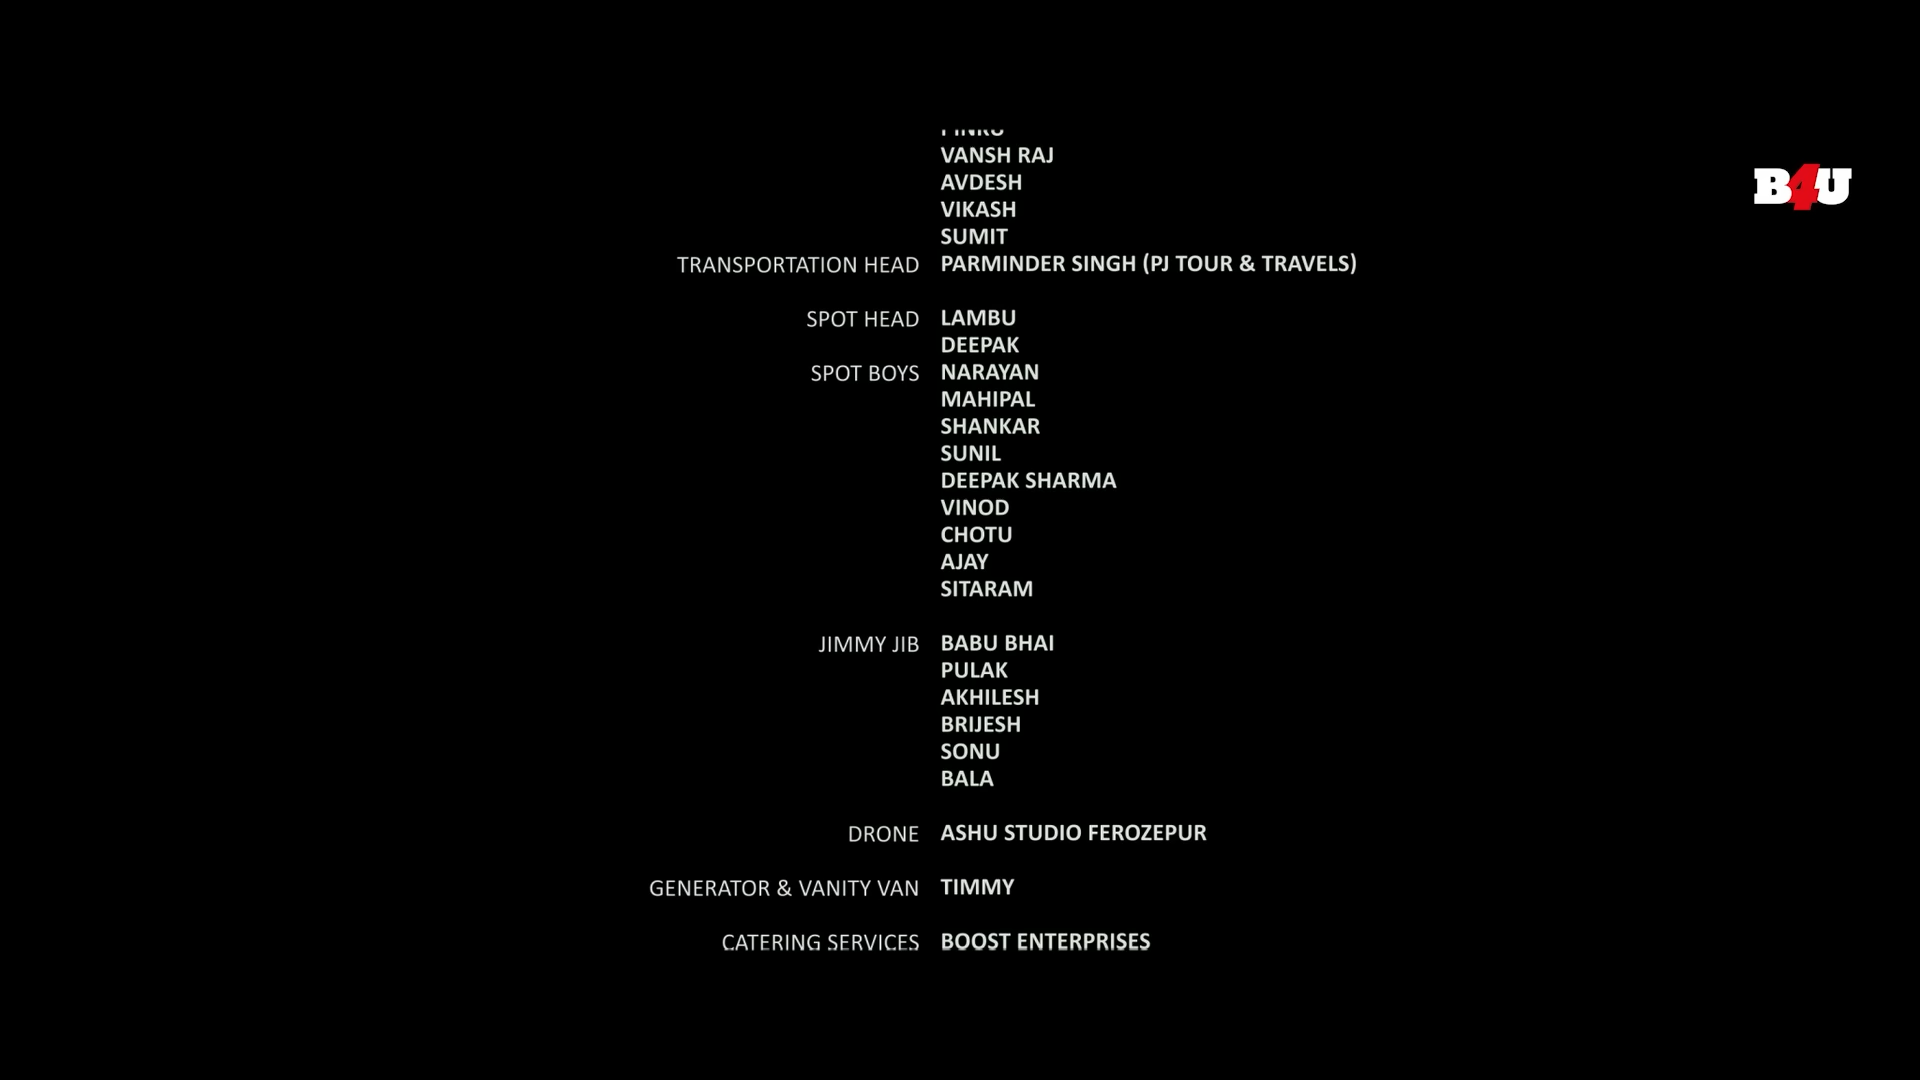 VANSH RAJ
B4U
AVDESH
VIKASH
SUMIT
TRANSPORTATION HEAD PARMINDER SINGH (PJ TOUR & TRAVELS)
SPOT HEAD LAMBU
DEEPAK
SPOT BOYS NARAYAN
MAHIPAL
SHANKAR
SUNIL
DEEPAK SHARMA
VINOD
CHOTU
AJAY
SITARAM
JIMMY JIB BABU BHAI
PULAK
AKHILESH
BRIJESH
SONU
BALA
DRONE ASHU STUDIO FEROZEPUR
GENERATOR & VANITY VAN TIMMY
CATERING SERVICES BOOST ENTERPRISES